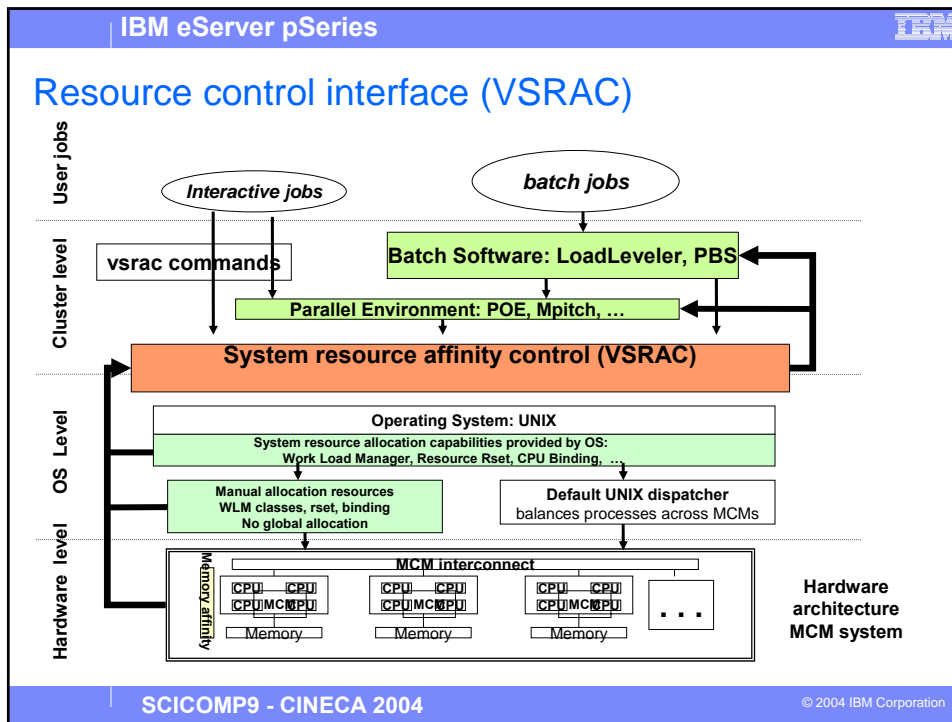 IBM eServer pSeries
IBM
Resource control interface (VSRAC)
User jobs
Interactive jobs
batch jobs
Cluster level
vsrac commands
Batch Software: LoadLeveler, PBS
Parallel Environment: POE, Mpitch, …
System resource affinity control (VSRAC)
OS Level
Operating System: UNIX
System resource allocation capabilities provided by OS:
Work Load Manager, Resource Rset, CPU Binding, …
Manual allocation resources
WLM classes, rset, binding
No global allocation
Default UNIX dispatcher
balances processes across MCMs
Hardware level
Memory affinity
MCM interconnect
CPU CPU
CPU MCM CPU
Memory
CPU CPU
CPU MCM CPU
Memory
CPU CPU
CPU MCM CPU
Memory
. . .
Hardware
architecture
MCM system
SCICOMP9 - CINECA 2004
© 2004 IBM Corporation